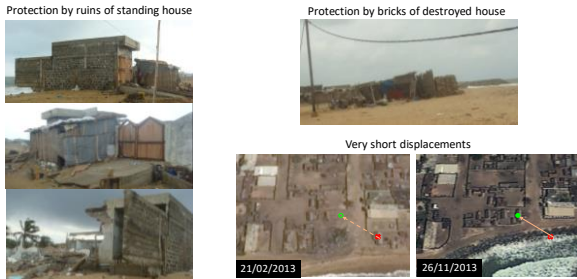 Protection by ruins of standing house
Protection by bricks of destroyed house
Very short displacements
21/02/2013
26/11/2013